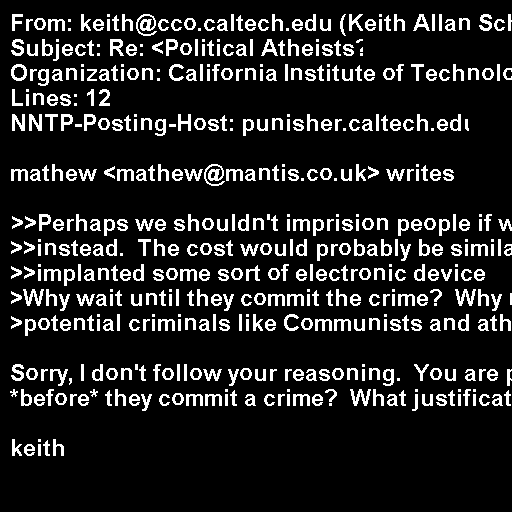 From: keith@cco.caltech.edu (Keith Allan Sch
Subject: Re: <Political Atheists?
Organization: California Institute of Technolo
Lines: 12
NNTP-Posting-Host: punisher.caltech.edu

mathew <mathew@mantis.co.uk> writes

>>Perhaps we shouldn't imprision people if w
>>instead.  The cost would probably be simila
>>implanted some sort of electronic device
>Why wait until they commit the crime?  Why
>potential criminals like Communists and ath

Sorry, I don't follow your reasoning.  You are p
*before* they commit a crime?  What justificat

keith